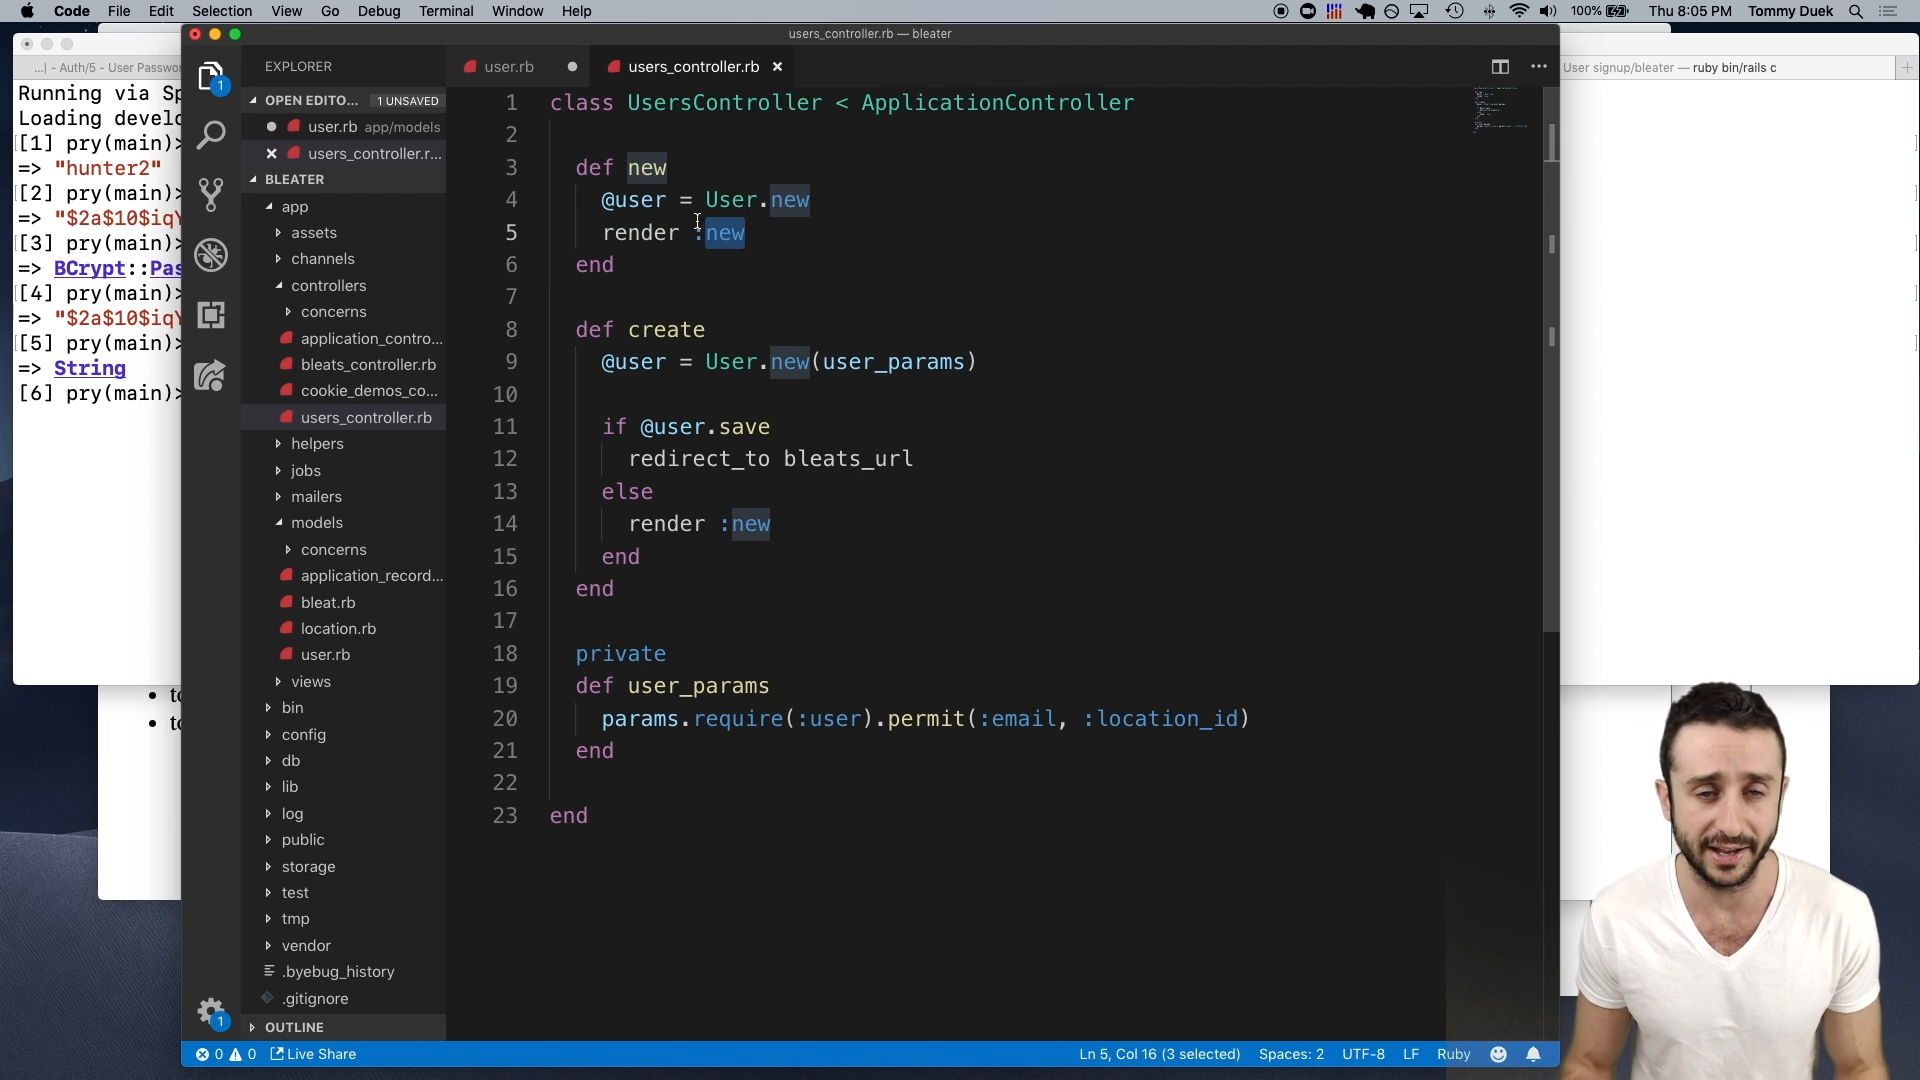 Code File Edit Selection View Go Debug Terminal Window Help
100% Thu 8:05 PM Tommy Duek
users_controller.rb — bleater
...| - Auth/5 - User Passwo
User signup/bleater — ruby bin/rails c
Running via Sp
Loading develo
[1] pry(main)>
=> "hunter2"
[2] pry(main)>
=> "$2a$10$iqY
[3] pry(main)>
=> BCrypt::Pas
[4] pry(main)>
=> "$2a$10$iqY
[5] pry(main)>
=> String
[6] pry(main)>
EXPLORER
OPEN EDITO... 1 UNSAVED
user.rb app/models
users_controller.r...
BLEATER
app
assets
channels
controllers
concerns
application_contro...
bleats_controller.rb
cookie_demos_co...
users_controller.rb
helpers
jobs
mailers
models
concerns
application_record...
bleat.rb
location.rb
user.rb
views
bin
config
db
lib
log
public
storage
test
tmp
vendor
.byebug_history
.gitignore
OUTLINE
user.rb users_controller.rb
1 class UsersController < ApplicationController
2
3 def new
4 @user = User.new
5 render :new
6 end
7
8 def create
9 @user = User.new(user_params)
10
11 if @user.save
12 redirect_to bleats_url
13 else
14 render :new
15 end
16 end
17
18 private
19 def user_params
20 params.require(:user).permit(:email, :location_id)
21 end
22
23 end
1
1
0 0 Live Share
Ln 5, Col 16 (3 selected) Spaces: 2 UTF-8 LF Ruby